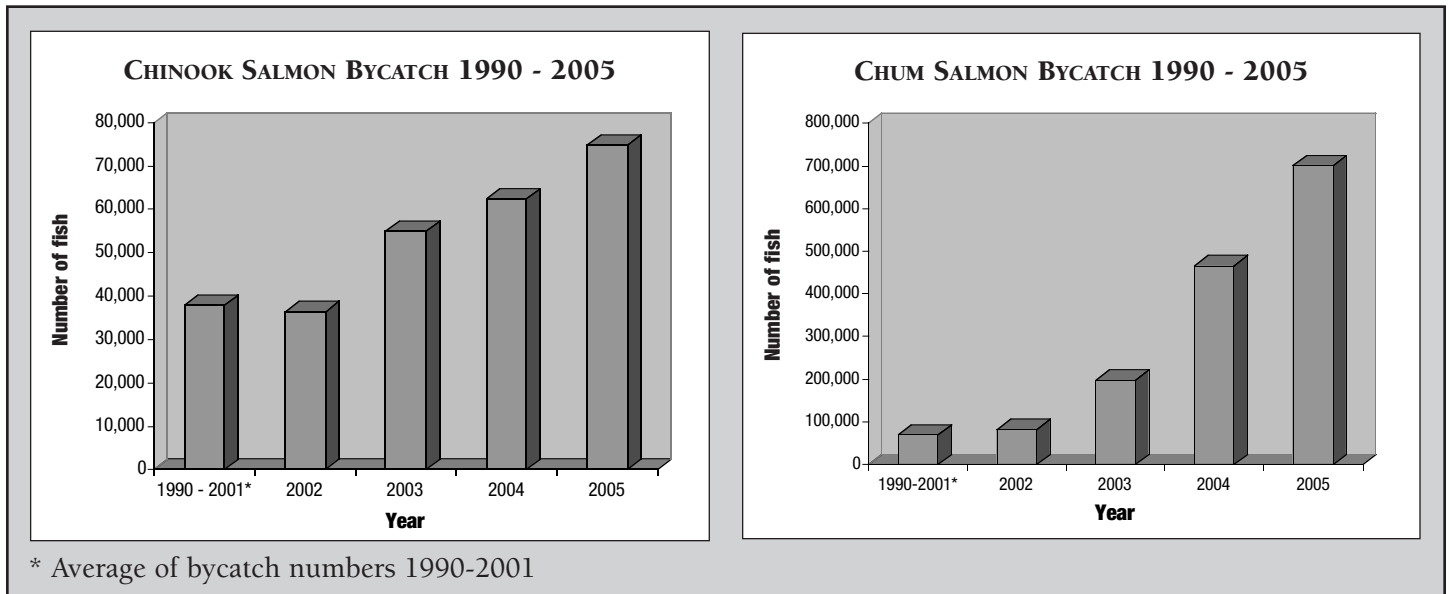 CHINOOK SALMON BYCATCH 1990 - 2005
80,000
70,000
60,000
50,000
40,000
30,000
20,000
10,000
0
Number of fish
1990 - 2001* 2002 2003 2004 2005
Year
CHUM SALMON BYCATCH 1990 - 2005
800,000
700,000
600,000
500,000
400,000
300,000
200,000
100,000
0
Number of fish
1990-2001* 2002 2003 2004 2005
Year
* Average of bycatch numbers 1990-2001